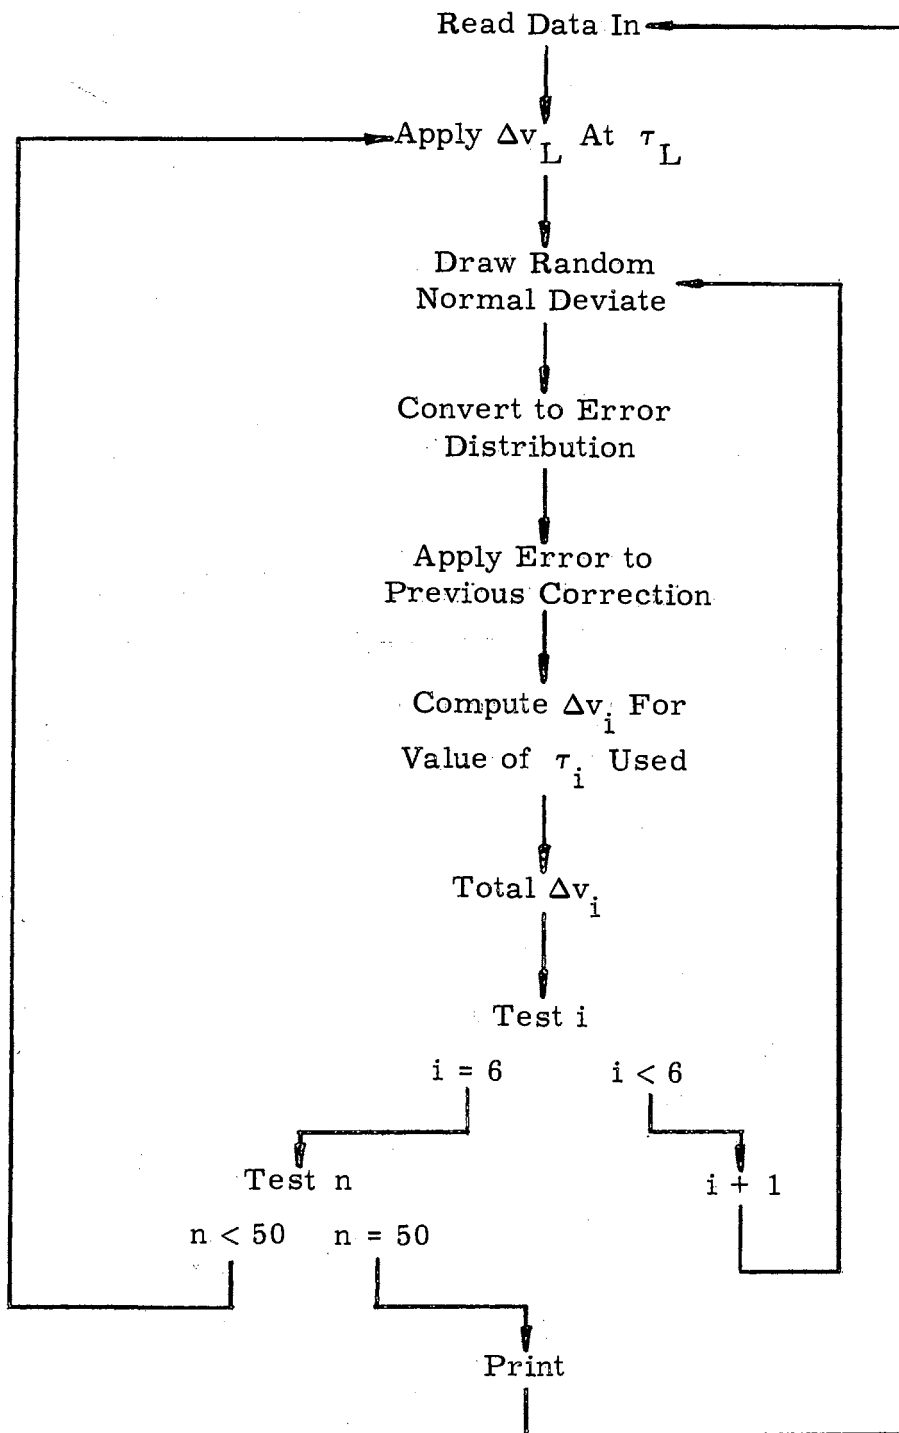 Read Data In
Apply Δv_L At τ_L
Draw Random
Normal Deviate
Convert to Error
Distribution
Apply Error to
Previous Correction
Compute Δv_i For
Value of τ_i Used
Total Δv_i
Test i
i = 6 i < 6
Test n
i + 1
n < 50 n = 50
Print